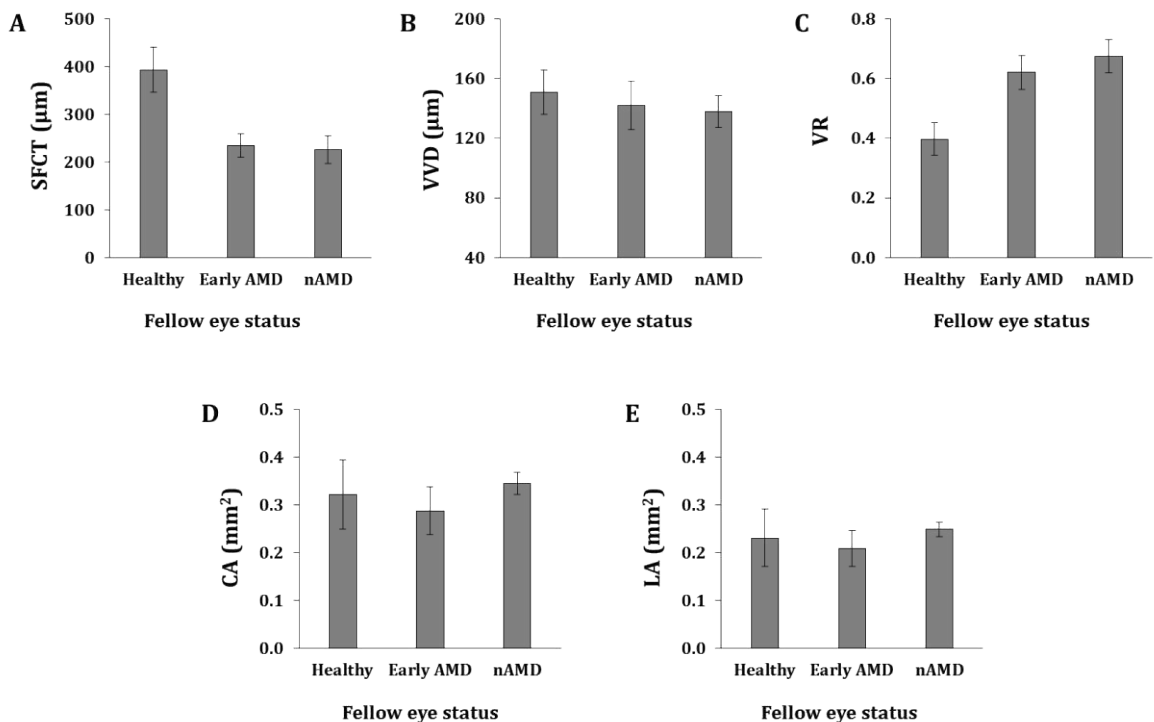 A
SFCT (μm)
500
400
300
200
100
0
Healthy Early AMD nAMD
Fellow eye status
B
VVD (μm)
200
160
120
80
40
Healthy Early AMD nAMD
Fellow eye status
C
VR
0.8
0.6
0.4
0.2
0.0
Healthy Early AMD nAMD
Fellow eye status
D
CA (mm²)
0.5
0.4
0.3
0.2
0.1
0.0
Healthy Early AMD nAMD
Fellow eye status
E
LA (mm²)
0.5
0.4
0.3
0.2
0.1
0.0
Healthy Early AMD nAMD
Fellow eye status